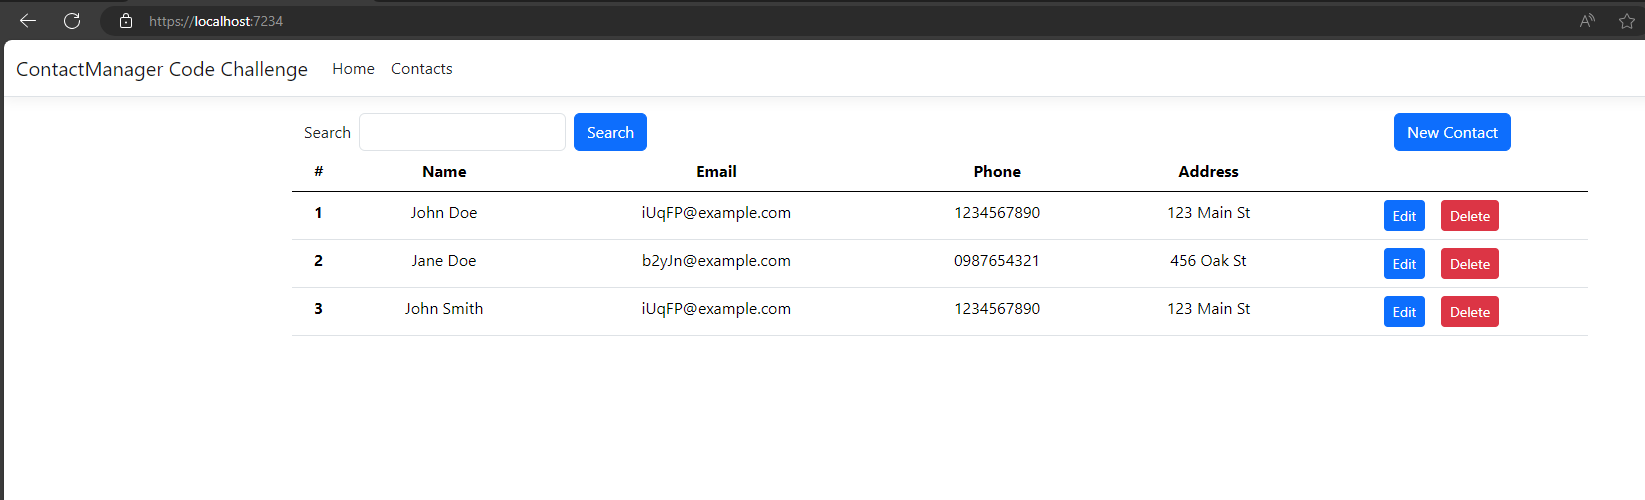 https://localhost:7234
ContactManager Code Challenge Home Contacts
Search Search New Contact
# Name Email Phone Address
1 John Doe iUqFP@example.com 1234567890 123 Main St Edit Delete
2 Jane Doe b2yJn@example.com 0987654321 456 Oak St Edit Delete
3 John Smith iUqFP@example.com 1234567890 123 Main St Edit Delete